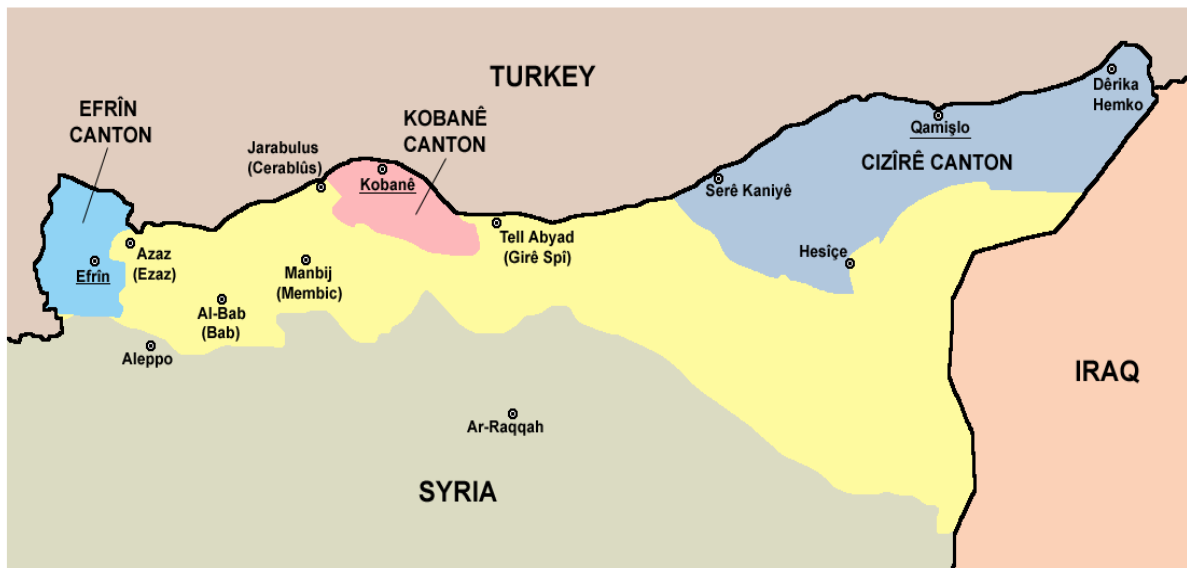 TURKEY
EFRÎN
CANTON
KOBANÊ
CANTON
Jarabulus
(Cerablûs)
Kobanê
Dêrika
Hemko
Qamişlo
CIZÎRÊ CANTON
Serê Kaniyê
Tell Abyad
(Girê Spî)
Hesîçe
Azaz
(Ezaz)
Efrîn
Manbij
(Membic)
Al-Bab
(Bab)
Aleppo
IRAQ
Ar-Raqqah
SYRIA